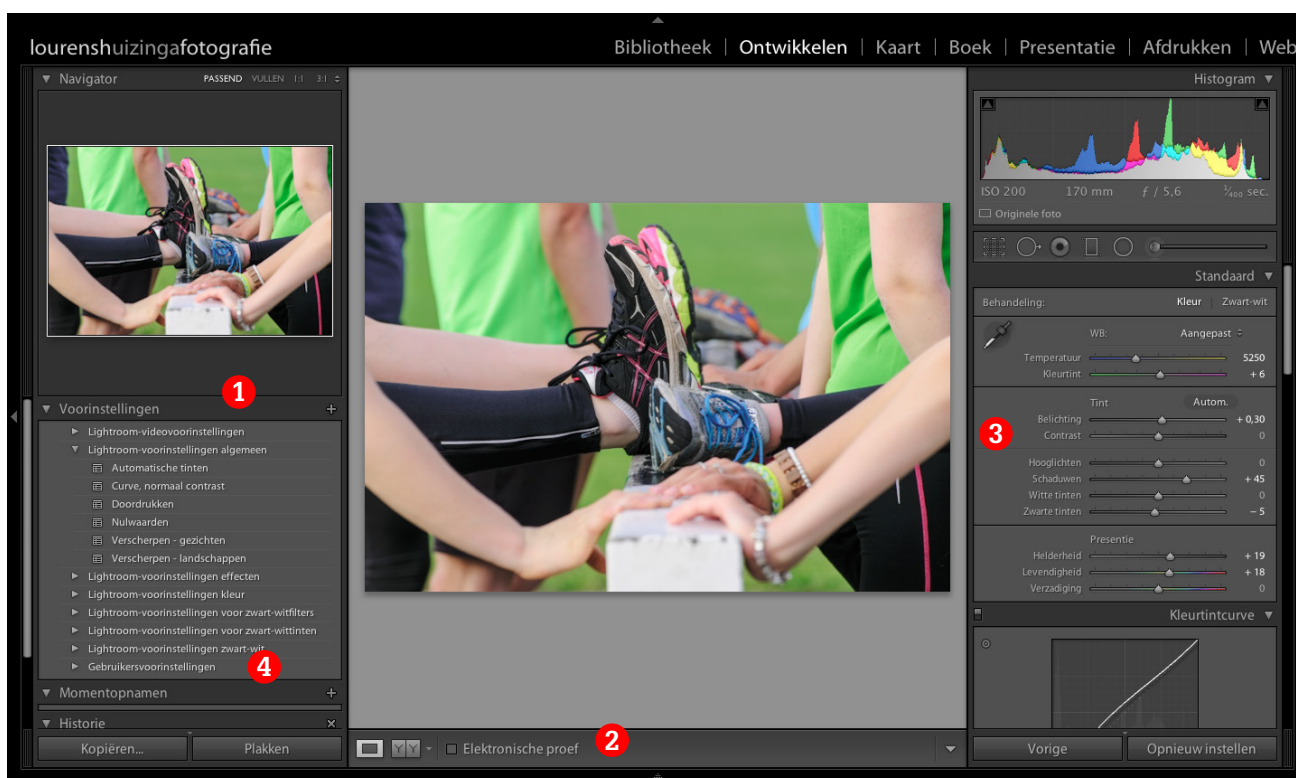 lourenshuizingafotografie
Bibliotheek | Ontwikkelen | Kaart | Boek | Presentatie | Afdrukken | Web
Navigator PASSEND VULLEN 1:1 3:1
1
Voorinstellingen +
Lightroom-videovoorinstellingen
Lightroom-voorinstellingen algemeen
Automatische tinten
Curve, normaal contrast
Doordrukken
Nulwaarden
Verscherpen - gezichten
Verscherpen - landschappen
Lightroom-voorinstellingen effecten
Lightroom-voorinstellingen kleur
Lightroom-voorinstellingen voor zwart-witfilters
Lightroom-voorinstellingen voor zwart-wittinten
Lightroom-voorinstellingen zwart-wit
Gebruikersvoorinstellingen
4
Momentopnamen +
Historie ×
Kopiëren... Plakken
YY Elektronische proef
2
Histogram
ISO 200 170 mm ƒ / 5,6 1/400 sec.
Originele foto
Standaard
Behandeling: Kleur | Zwart-wit
WB: Aangepast
Temperatuur 5250
Kleurtint + 6
Tint Autom.
Belichting + 0,30
3
Contrast 0
Hooglichten 0
Schaduwen + 45
Witte tinten 0
Zwarte tinten – 5
Presentie
Helderheid + 19
Levendigheid + 18
Verzadiging 0
Kleurtintcurve
Vorige Opnieuw instellen